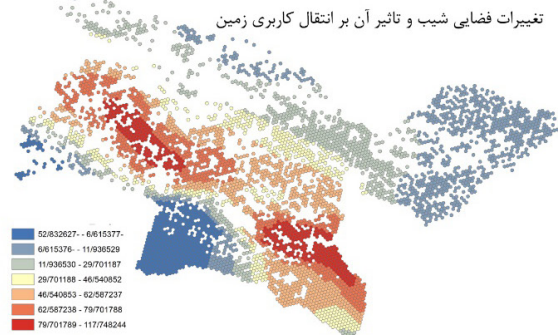 تغییرات فضایی شیب و تاثیر آن بر انتقال کاربری زمین
52/832627- - 6/615377-
6/615376- - 11/936529
11/936530 - 29/701187
29/701188 - 46/540852
46/540853 - 62/587237
62/587238 - 79/701788
79/701789 - 117/748244